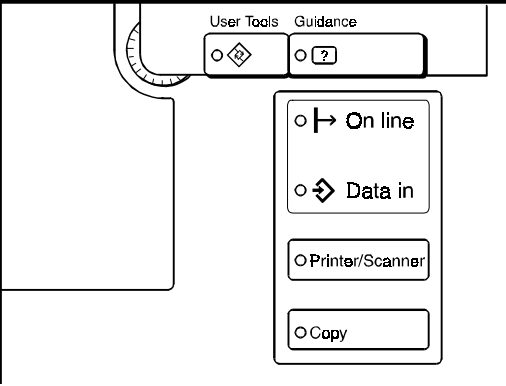 User Tools Guidance
?
On line
Data in
Printer/Scanner
Copy